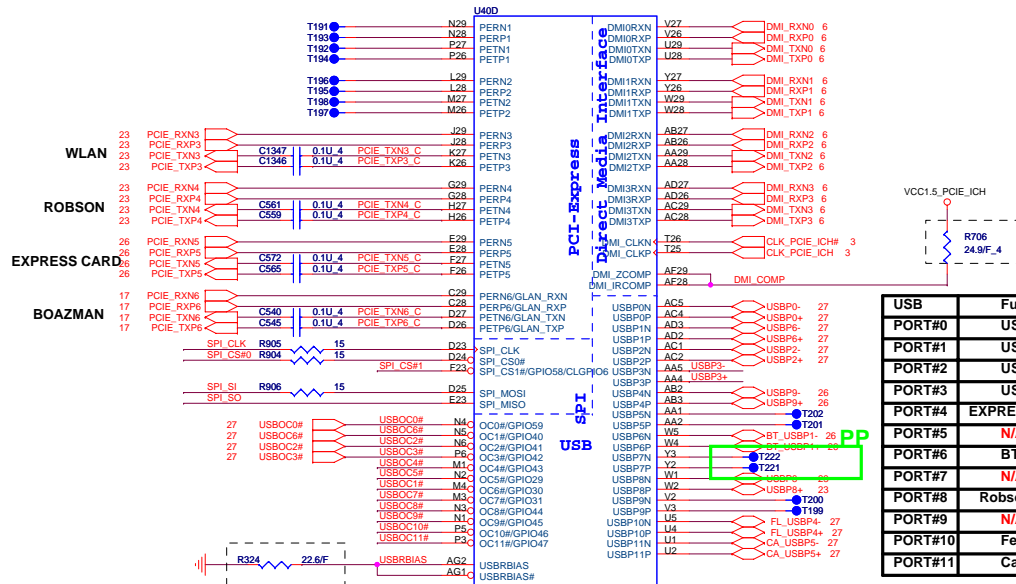 U40D
T191 N29 PERN1 DMI0RXN V27 DMI_RXN0 6
T193 N28 PERP1 DMI0RXP V26 DMI_RXP0 6
T192 P27 PETN1 DMI0TXN U29 DMI_TXN0 6
T194 P26 PETP1 DMI0TXP U28 DMI_TXP0 6
T196 L29 PERN2 DMI1RXN Y27 DMI_RXN1 6
T195 L28 PERP2 DMI1RXP Y26 DMI_RXP1 6
T198 M27 PETN2 DMI1TXN W29 DMI_TXN1 6
T197 M26 PETP2 DMI1TXP W28 DMI_TXP1 6
PCI-Express
Direct Media Interface
WLAN
23 PCIE_RXN3 J29 PERN3 DMI2RXN AB27 DMI_RXN2 6
23 PCIE_RXP3 J28 PERP3 DMI2RXP AB26 DMI_RXP2 6
23 PCIE_TXN3 C1347 0.1U_4 PCIE_TXN3_C K27 PETN3 DMI2TXN AA29 DMI_TXN2 6
23 PCIE_TXP3 C1346 0.1U_4 PCIE_TXP3_C K26 PETP3 DMI2TXP AA28 DMI_TXP2 6
ROBSON
23 PCIE_RXN4 G29 PERN4 DMI3RXN AD27 DMI_RXN3 6
23 PCIE_RXP4 G28 PERP4 DMI3RXP AD26 DMI_RXP3 6
23 PCIE_TXN4 C561 0.1U_4 PCIE_TXN4_C H27 PETN4 DMI3TXN AC29 DMI_TXN3 6
23 PCIE_TXP4 C559 0.1U_4 PCIE_TXP4_C H26 PETP4 DMI3TXP AC28 DMI_TXP3 6
VCC1.5_PCIE_ICH
R706
24.9/F_4
EXPRESS CARD
26 PCIE_RXN5 E29 PERN5 DMI_CLKN T26 CLK_PCIE_ICH# 3
26 PCIE_RXP5 E28 PERP5 DMI_CLKP T25 CLK_PCIE_ICH 3
26 PCIE_TXN5 C572 0.1U_4 PCIE_TXN5_C F27 PETN5
26 PCIE_TXP5 C565 0.1U_4 PCIE_TXP5_C F26 PETP5 DMI_ZCOMP AF29
DMI_IRCOMP AF28 DMI_COMP
BOAZMAN
17 PCIE_RXN6 C29 PERN6/GLAN_RXN
17 PCIE_RXP6 C28 PERP6/GLAN_RXP USBP0N AC5 USBP0- 27
17 PCIE_TXN6 C540 0.1U_4 PCIE_TXN6_C D27 PETN6/GLAN_TXN USBP0P AC4 USBP0+ 27
17 PCIE_TXP6 C545 0.1U_4 PCIE_TXP6_C D26 PETP6/GLAN_TXP USBP1N AD3 USBP6- 27
USBP1P AD2 USBP6+ 27
SPI_CLK R905 15 D23 SPI_CLK USBP2N AC1 USBP2- 27
SPI_CS#0 R904 15 D24 SPI_CS0# USBP2P AC2 USBP2+ 27
SPI_CS#1 F23 SPI_CS1#/GPIO58/CLGPIO6 USBP3N AA5 USBP3-
USBP3P AA4 USBP3+
SPI_SI R906 15 D25 SPI_MOSI USBP4N AB2 USBP9- 26
SPI_SO E23 SPI_MISO USBP4P AB3 USBP9+ 26
SPI
USB
USBP5N AA1 T202
27 USBOC0# USBOC0# N4 OC0#/GPIO59 USBP5P AA2 T201
27 USBOC6# USBOC6# N5 OC1#/GPIO40 USBP6N W5 BT_USBP1- 26
27 USBOC2# USBOC2# N6 OC2#/GPIO41 USBP6P W4 BT_USBP1+ 26
PP
27 USBOC3# USBOC3# P6 OC3#/GPIO42 USBP7N Y3 T222
USBOC4# M1 OC4#/GPIO43 USBP7P Y2 T221
USBOC5# N2 OC5#/GPIO29 USBP8N W1
USBOC1# M4 OC6#/GPIO30 USBP8P W2 USBP8+ 23
USBOC7# M3 OC7#/GPIO31 USBP9N V2 T200
USBOC8# N3 OC8#/GPIO44 USBP9P V3 T199
USBOC9# N1 OC9#/GPIO45 USBP10N U5 FL_USBP4- 27
USBOC10# P5 OC10#/GPIO46 USBP10P U4 FL_USBP4+ 27
USBOC11# P3 OC11#/GPIO47 USBP11N U1 CA_USBP5- 27
USBP11P U2 CA_USBP5+ 27
R324 22.6/F USBRBIAS AG2 USBRBIAS
AG1 USBRBIAS#
USB Fu
PORT#0 US
PORT#1 US
PORT#2 US
PORT#3 US
PORT#4 EXPRE
PORT#5 N/
PORT#6 BT
PORT#7 N/
PORT#8 Robs
PORT#9 N/
PORT#10 Fe
PORT#11 Ca